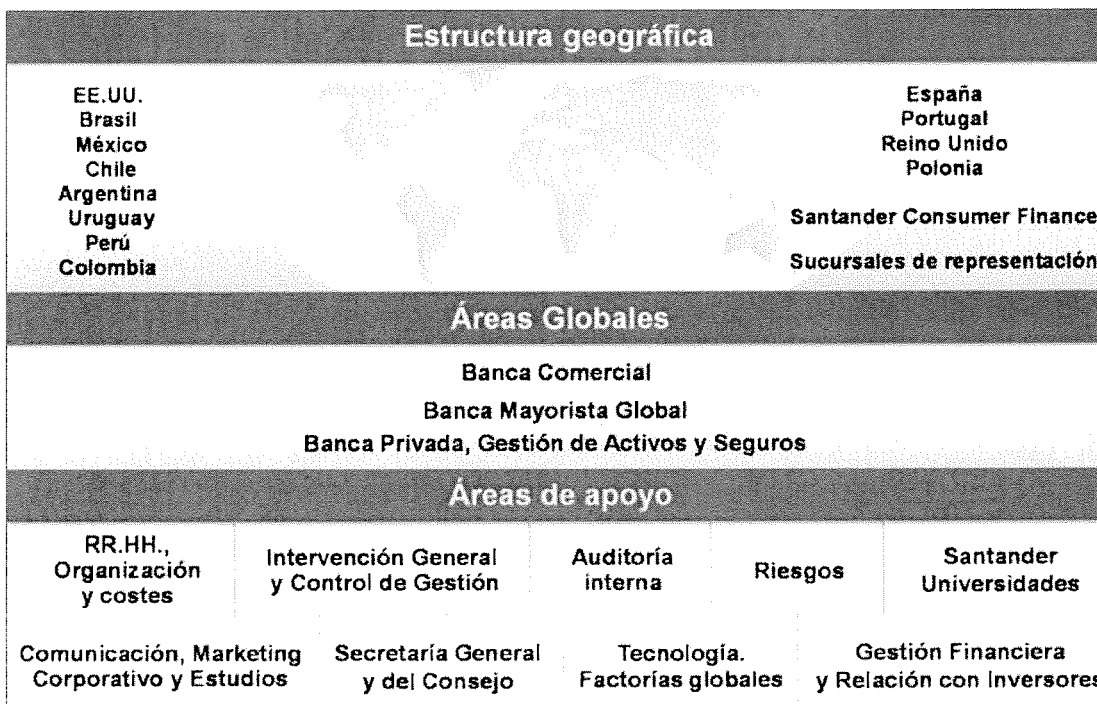 Estructura geográfica
EE.UU.
Brasil
México
Chile
Argentina
Uruguay
Perú
Colombia
España
Portugal
Reino Unido
Polonia
Santander Consumer Finance
Sucursales de representación
Áreas Globales
Banca Comercial
Banca Mayorista Global
Banca Privada, Gestión de Activos y Seguros
Áreas de apoyo
RR.HH.,
Organización
y costes
Intervención General
y Control de Gestión
Auditoría
interna
Riesgos
Santander
Universidades
Comunicación, Marketing
Corporativo y Estudios
Secretaría General
y del Consejo
Tecnología.
Factorías globales
Gestión Financiera
y Relación con Inversores